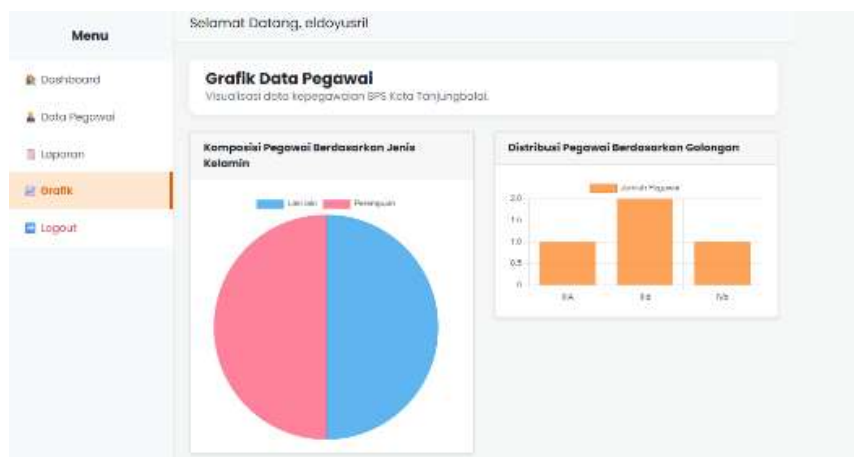 Menu
Selamat Datang, eldoyusril
Dashboard
Data Pegawai
Laporan
Grafik
Logout
Grafik Data Pegawai
Visualisasi data kepegawaian BPS Kota Tanjungbalai.
Komposisi Pegawai Berdasarkan Jenis
Kelamin
Laki-laki
Perempuan
Distribusi Pegawai Berdasarkan Golongan
Jumlah Pegawai
2.0
1.0
0.5
0